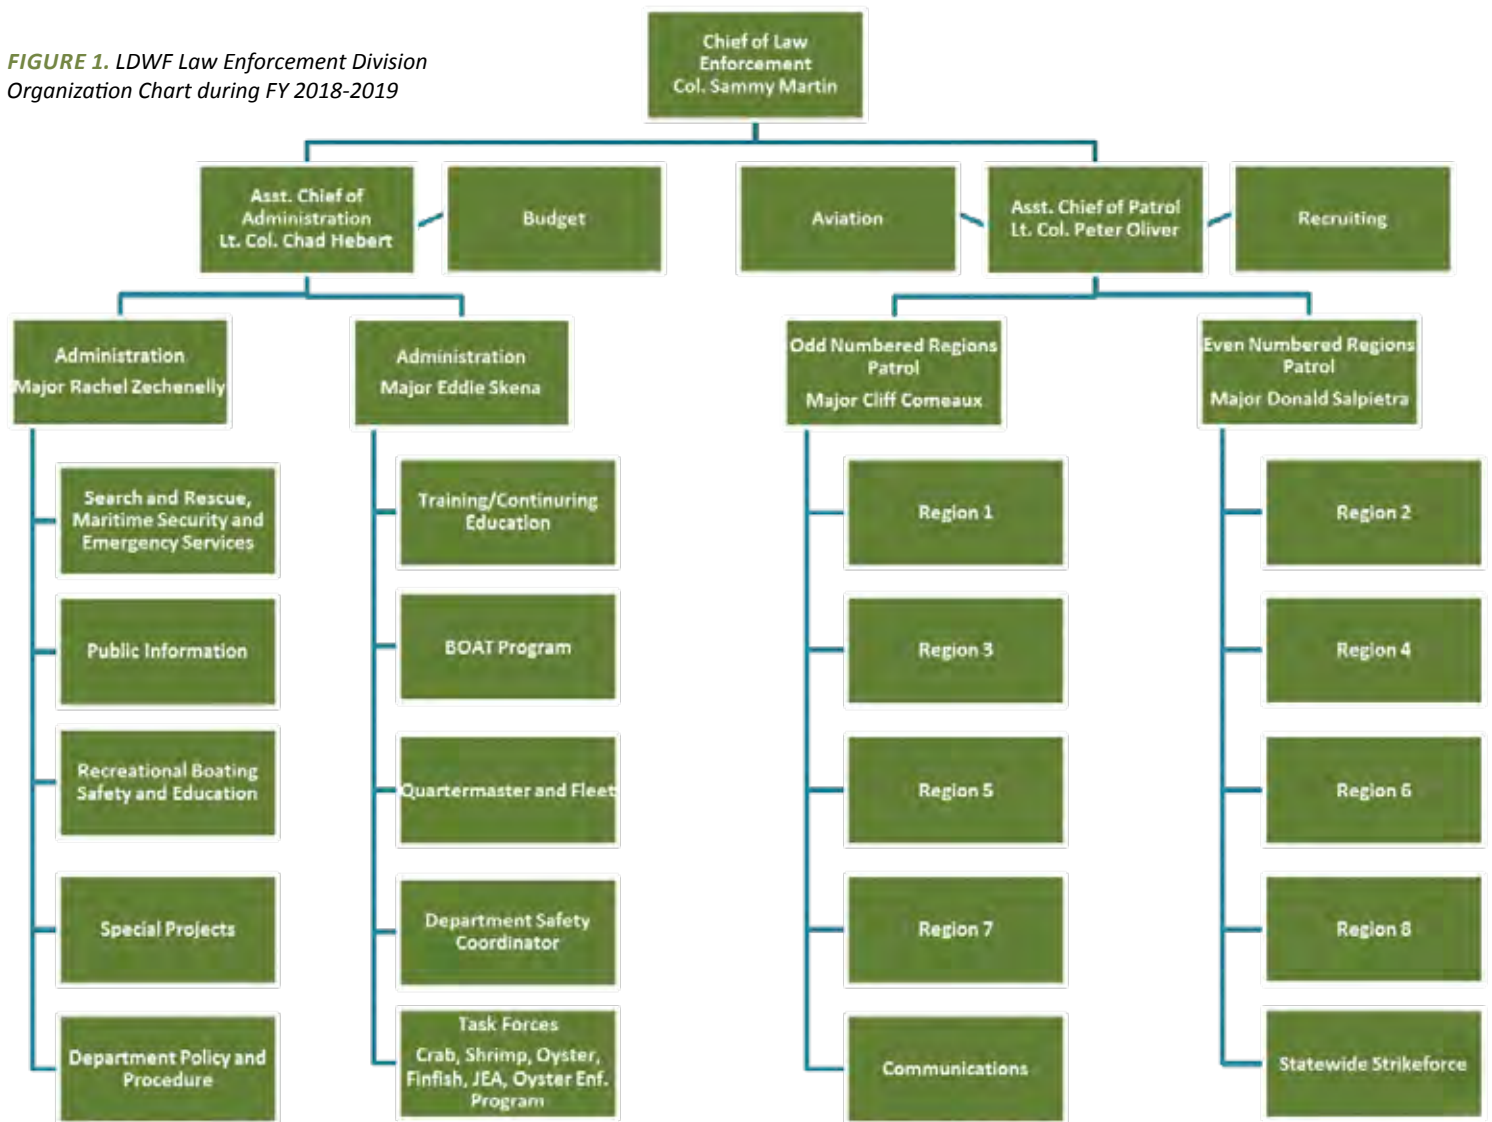 FIGURE 1. LDWF Law Enforcement Division
Organization Chart during FY 2018-2019
Chief of Law
Enforcement
Col. Sammy Martin
Asst. Chief of
Administration
Lt. Col. Chad Hebert
Budget
Aviation
Asst. Chief of Patrol
Lt. Col. Peter Oliver
Recruiting
Administration
Major Rachel Zechenelly
Administration
Major Eddie Skena
Odd Numbered Regions
Patrol
Major Cliff Comeaux
Even Numbered Regions
Patrol
Major Donald Salpietra
Search and Rescue,
Maritime Security and
Emergency Services
Public Information
Recreational Boating
Safety and Education
Special Projects
Department Policy and
Procedure
Training/Continuring
Education
BOAT Program
Quartermaster and Fleet
Department Safety
Coordinator
Task Forces
Crab, Shrimp, Oyster,
Finfish, JEA, Oyster Enf.
Program
Region 1
Region 3
Region 5
Region 7
Communications
Region 2
Region 4
Region 6
Region 8
Statewide Strikeforce